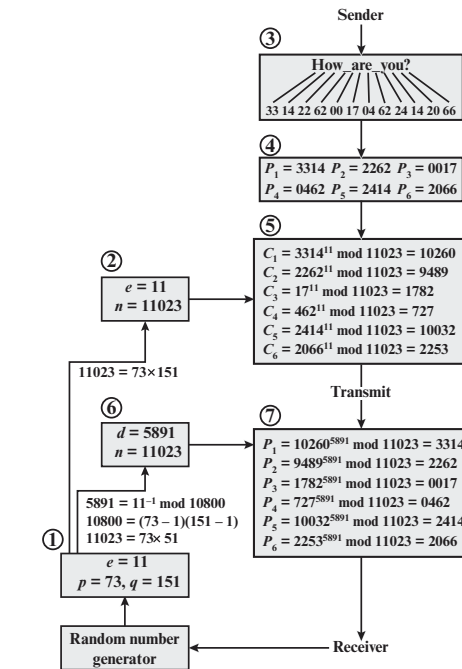 Sender
③
How_are_you?
33 14 22 62 00 17 04 62 24 14 20 66
④
P1 = 3314 P2 = 2262 P3 = 0017
P4 = 0462 P5 = 2414 P6 = 2066
⑤
C1 = 3314^11 mod 11023 = 10260
C2 = 2262^11 mod 11023 = 9489
C3 = 17^11 mod 11023 = 1782
C4 = 462^11 mod 11023 = 727
C5 = 2414^11 mod 11023 = 10032
C6 = 2066^11 mod 11023 = 2253
②
e = 11
n = 11023
11023 = 73×151
Transmit
⑥
d = 5891
n = 11023
⑦
P1 = 10260^5891 mod 11023 = 3314
P2 = 9489^5891 mod 11023 = 2262
P3 = 1782^5891 mod 11023 = 0017
P4 = 727^5891 mod 11023 = 0462
P5 = 10032^5891 mod 11023 = 2414
P6 = 2253^5891 mod 11023 = 2066
5891 = 11^–1 mod 10800
10800 = (73 – 1)(151 – 1)
11023 = 73× 51
①
e = 11
p = 73, q = 151
Random number
generator
Receiver